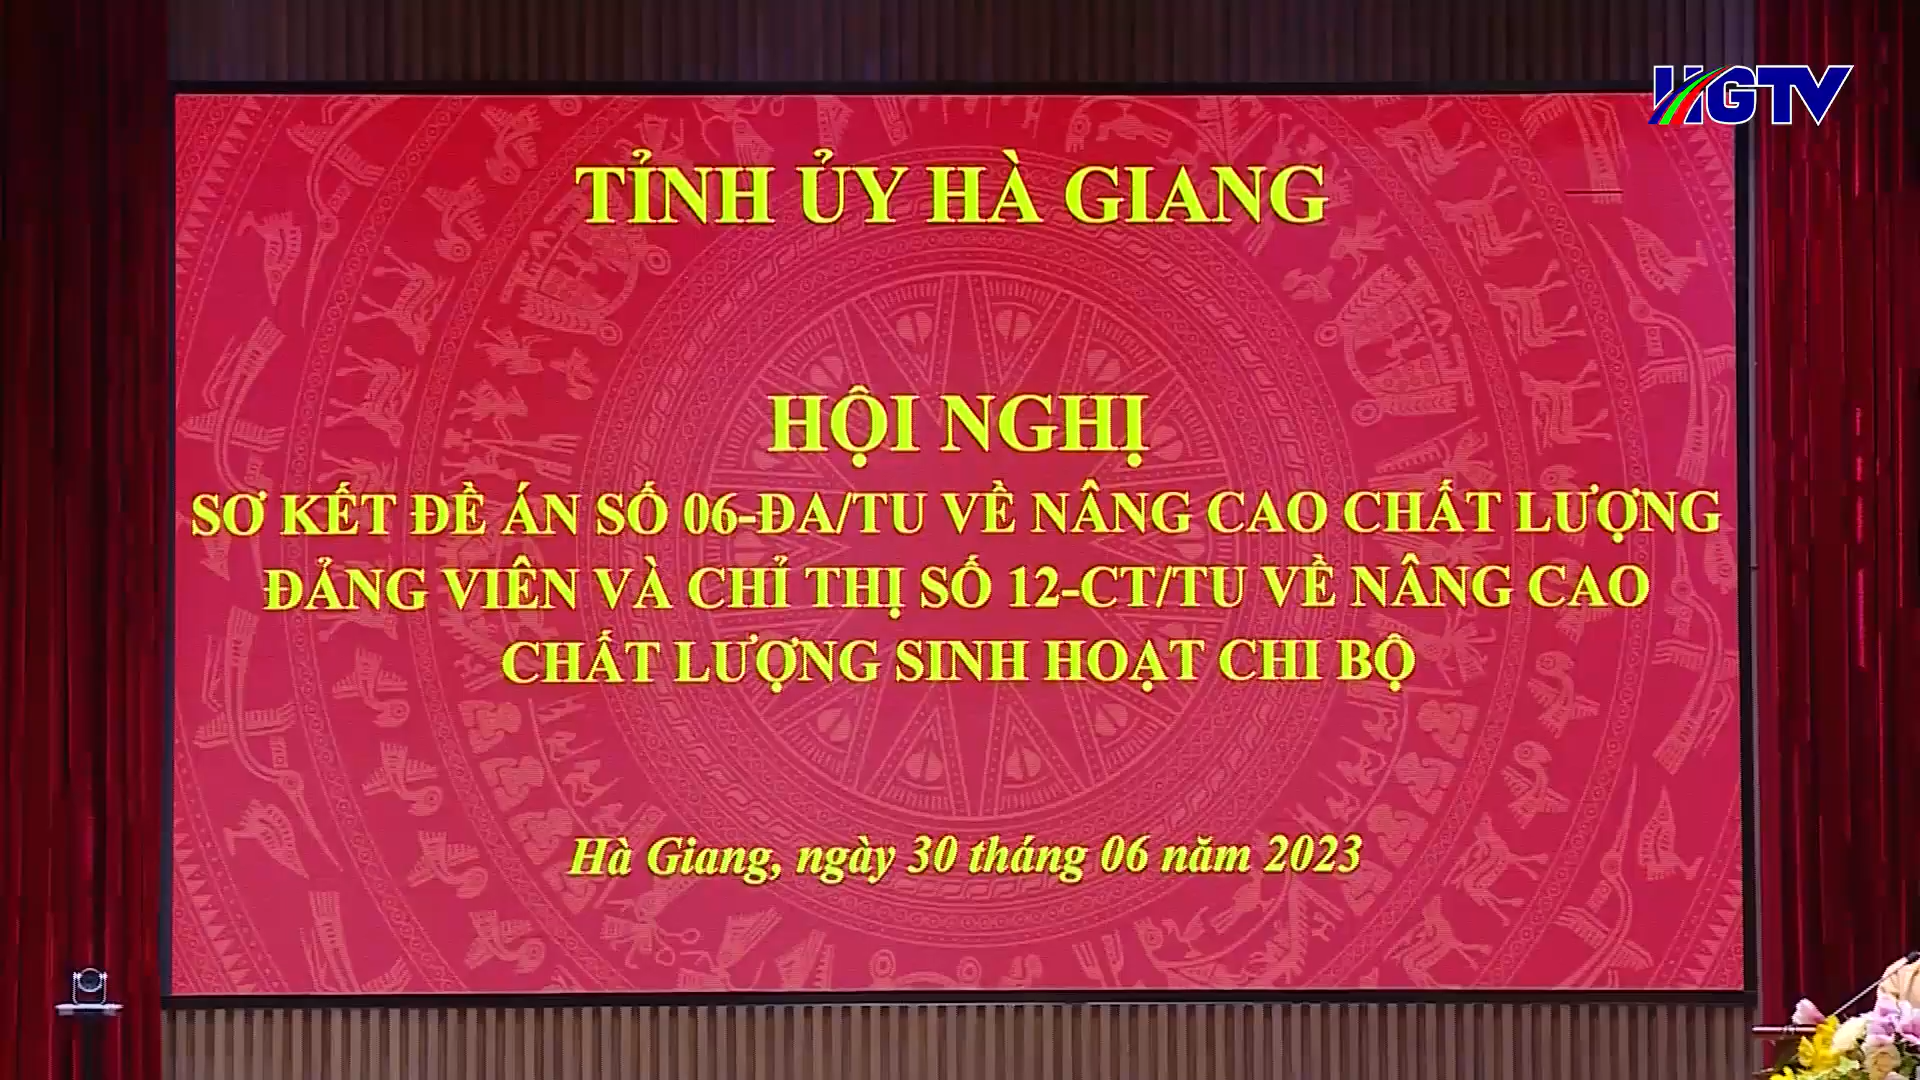 HGTV
TỈNH ỦY HÀ GIANG
HỘI NGHỊ
SƠ KẾT ĐỀ ÁN SỐ 06-ĐA/TU VỀ NÂNG CAO CHẤT LƯỢNG
ĐẢNG VIÊN VÀ CHỈ THỊ SỐ 12-CT/TU VỀ NÂNG CAO
CHẤT LƯỢNG SINH HOẠT CHI BỘ
Hà Giang, ngày 30 tháng 06 năm 2023